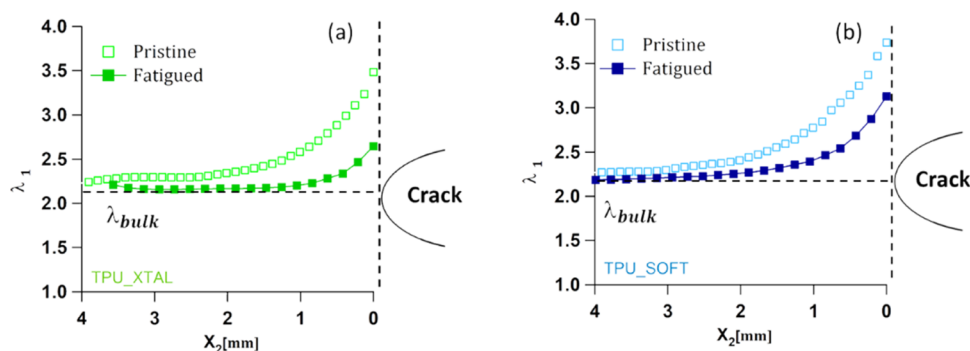 (a)
Pristine
Fatigued
4.0
3.5
3.0
2.5
2.0
1.5
1.0
λ1
λbulk
Crack
TPU_XTAL
4 3 2 1 0
X2[mm]
(b)
Pristine
Fatigued
4.0
3.5
3.0
2.5
2.0
1.5
1.0
λ1
λbulk
Crack
TPU_SOFT
4 3 2 1 0
X2[mm]